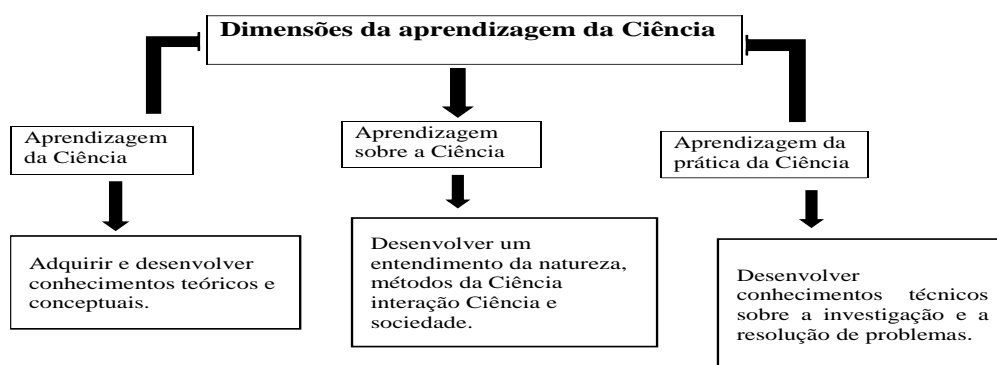 Dimensões da aprendizagem da Ciência
Aprendizagem
da Ciência
Aprendizagem
sobre a Ciência
Aprendizagem da
prática da Ciência
Adquirir e desenvolver
conhecimentos teóricos e
conceptuais.
Desenvolver um
entendimento da natureza,
métodos da Ciência
interação Ciência e
sociedade.
Desenvolver
conhecimentos técnicos
sobre a investigação e a
resolução de problemas.